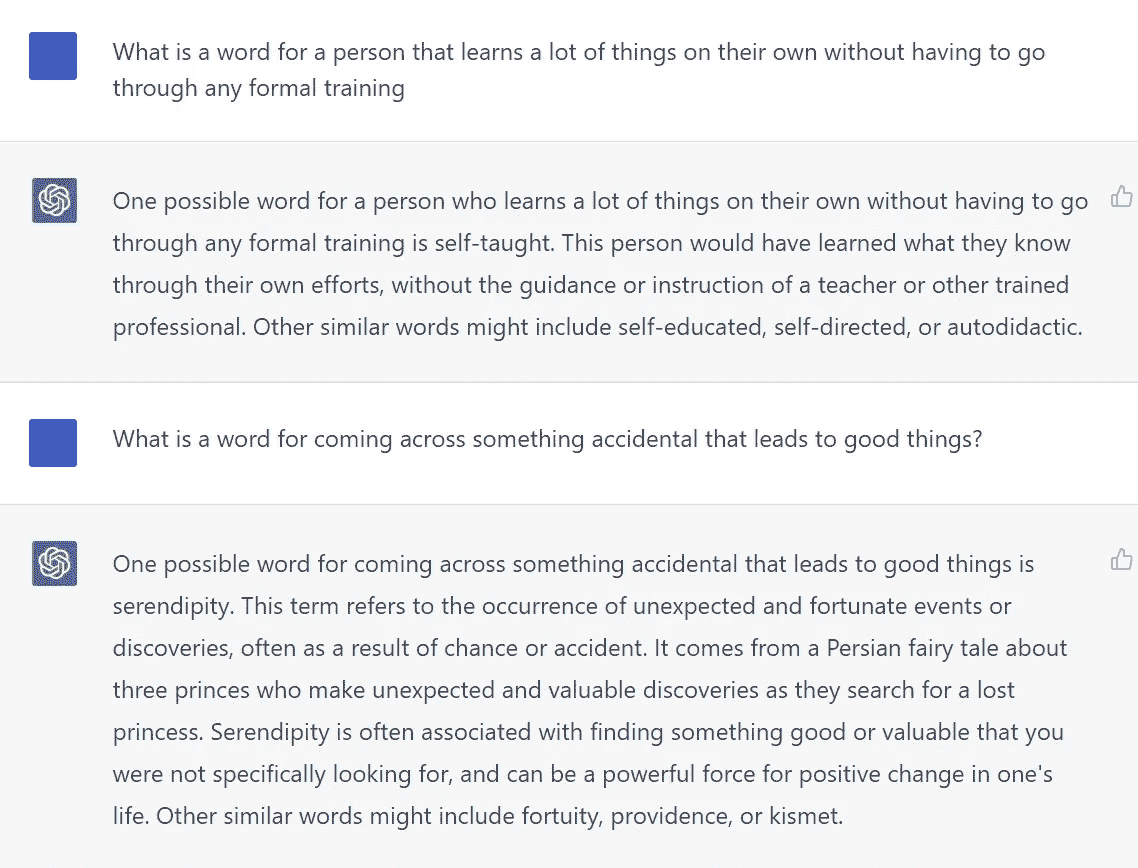 What is a word for a person that learns a lot of things on their own without having to go
through any formal training
One possible word for a person who learns a lot of things on their own without having to go
through any formal training is self-taught. This person would have learned what they know
through their own efforts, without the guidance or instruction of a teacher or other trained
professional. Other similar words might include self-educated, self-directed, or autodidactic.
What is a word for coming across something accidental that leads to good things?
One possible word for coming across something accidental that leads to good things is
serendipity. This term refers to the occurrence of unexpected and fortunate events or
discoveries, often as a result of chance or accident. It comes from a Persian fairy tale about
three princes who make unexpected and valuable discoveries as they search for a lost
princess. Serendipity is often associated with finding something good or valuable that you
were not specifically looking for, and can be a powerful force for positive change in one's
life. Other similar words might include fortuity, providence, or kismet.